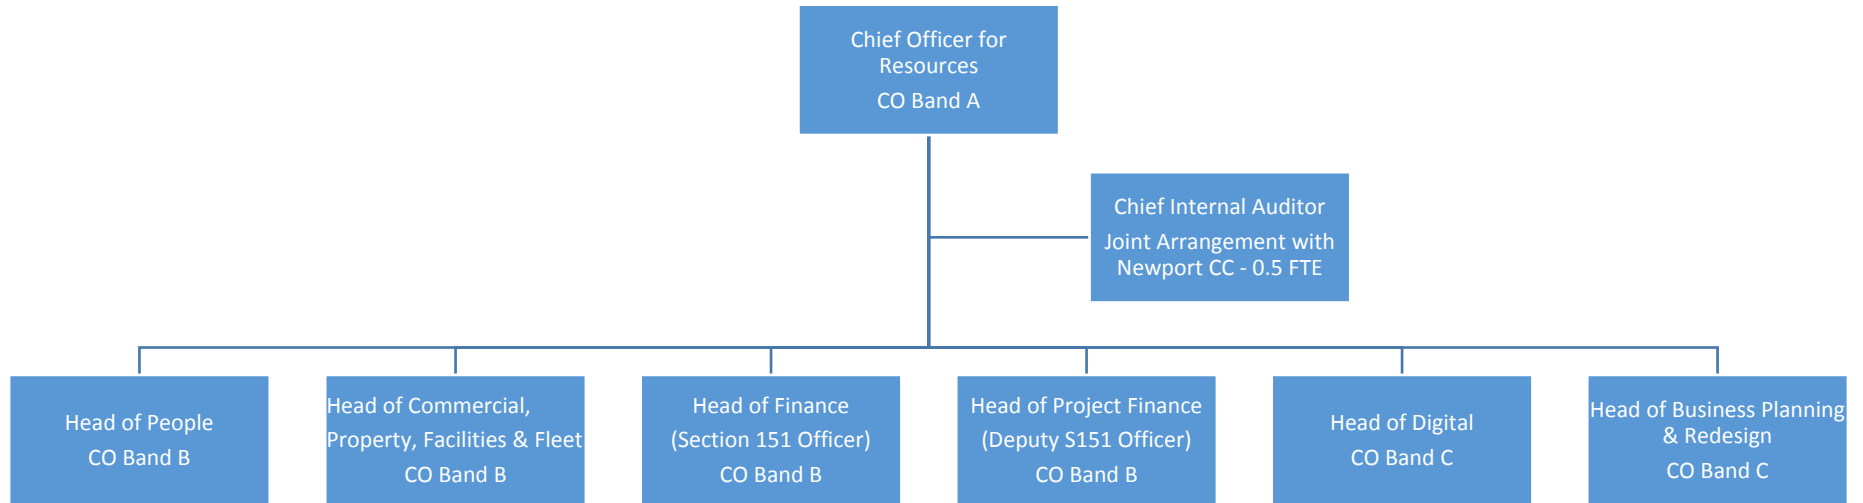 Chief Officer for
Resources
CO Band A
Chief Internal Auditor
Joint Arrangement with
Newport CC - 0.5 FTE
Head of People
CO Band B
Head of Commercial,
Property, Facilities & Fleet
CO Band B
Head of Finance
(Section 151 Officer)
CO Band B
Head of Project Finance
(Deputy S151 Officer)
CO Band B
Head of Digital
CO Band C
Head of Business Planning
& Redesign
CO Band C